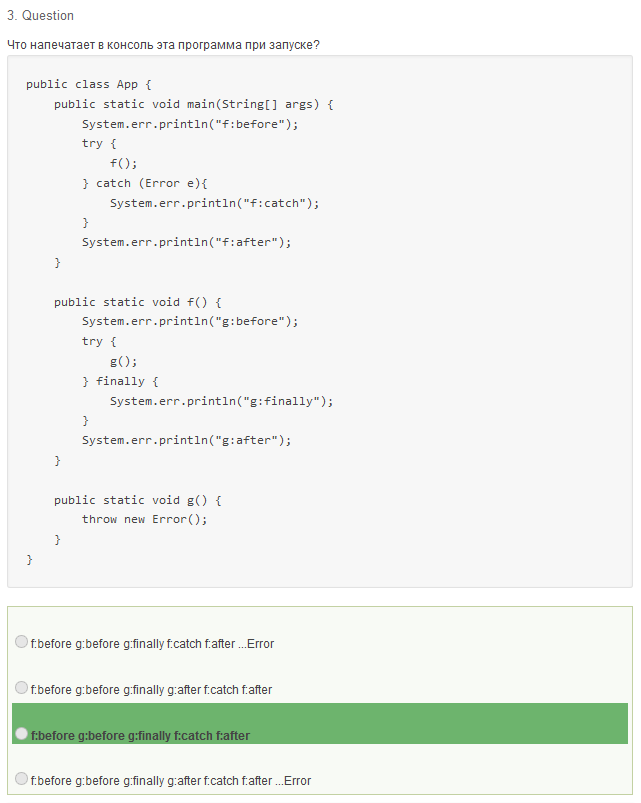 3. Question
Что напечатает в консоль эта программа при запуске?
public class App {
    public static void main(String[] args) {
        System.err.println("f:before");
        try {
            f();
        } catch (Error e){
            System.err.println("f:catch");
        }
        System.err.println("f:after");
    }

    public static void f() {
        System.err.println("g:before");
        try {
            g();
        } finally {
            System.err.println("g:finally");
        }
        System.err.println("g:after");
    }

    public static void g() {
        throw new Error();
    }
}
f:before g:before g:finally f:catch f:after ...Error
f:before g:before g:finally g:after f:catch f:after
f:before g:before g:finally f:catch f:after
f:before g:before g:finally g:after f:catch f:after ...Error